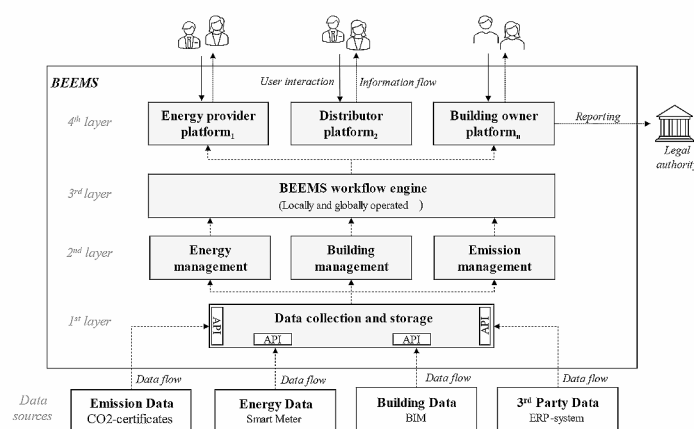 BEEMS
User interaction
Information flow
4th layer
Energy provider
platform1
Distributor
platform2
Building owner
platformn
Reporting
Legal
authority
3rd layer
BEEMS workflow engine
(Locally and globally operated )
2nd layer
Energy
management
Building
management
Emission
management
1st layer
Data collection and storage
API
API
API
API
Data flow
Data flow
Data flow
Data flow
Data
sources
Emission Data
CO2-certificates
Energy Data
Smart Meter
Building Data
BIM
3rd Party Data
ERP-system